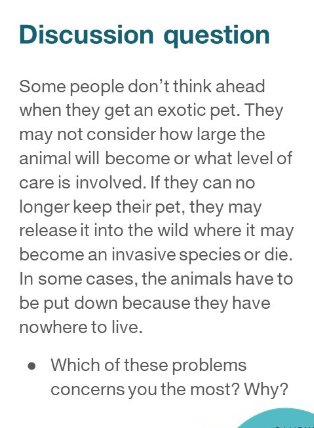 Discussion question
Some people don't think ahead
when they get an exotic pet. They
may not consider how large the
animal will become or what level of
care is involved. If they can no
longer keep their pet, they may
release it into the wild where it may
become an invasive species or die.
In some cases, the animals have to
be put down because they have
nowhere to live.
● Which of these problems
concerns you the most? Why?